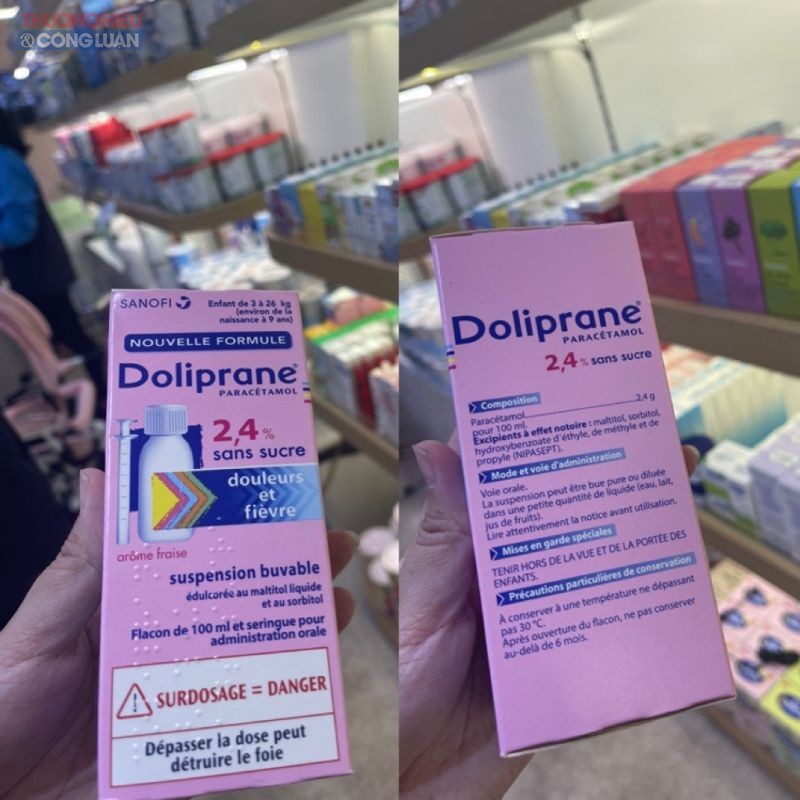 & CÔNG LUẬN
SANOFI
Enfant de 3 à 26 kg
(environ de la
naissance à 9 ans)
NOUVELLE FORMULE
Doliprane®
PARACÉTAMOL
2,4 %
sans sucre
douleurs
et
fièvre
arôme fraise
suspension buvable
édulcorée au maltitol liquide
et au sorbitol
Flacon de 100 ml et seringue pour
administration orale
SURDOSAGE = DANGER
Dépasser la dose peut
détruire le foie
Doliprane®
PARACÉTAMOL
2,4% sans sucre
Composition
Paracétamol..........................2,4 g
pour 100 ml.
Excipients à effet notoire : maltitol, sorbitol,
hydroxybenzoate d'éthyle, de méthyle et de
propyle (NIPASEPT).
Mode et voie d'administration
Voie orale.
La suspension peut être bue pure ou diluée
dans une petite quantité de liquide (eau, lait,
jus de fruits).
Lire attentivement la notice avant utilisation.
Mises en garde spéciales
TENIR HORS DE LA VUE ET DE LA PORTÉE DES
ENFANTS.
Précautions particulières de conservation
À conserver à une température ne dépassant
pas 30 °C.
Après ouverture du flacon, ne pas conserver
au-delà de 6 mois.